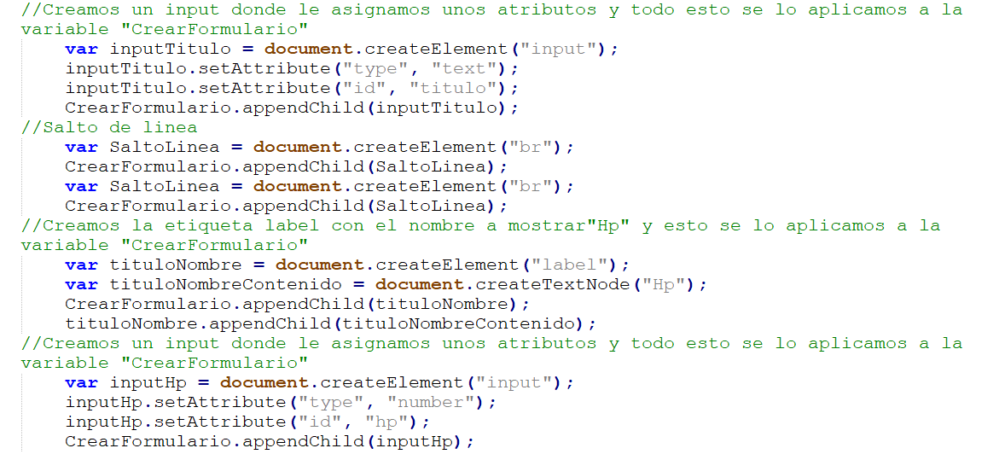 //Creamos un input donde le asignamos unos atributos y todo esto se lo aplicamos a la
variable "CrearFormulario"
var inputTitulo = document.createElement("input");
inputTitulo.setAttribute("type", "text");
inputTitulo.setAttribute("id", "titulo");
CrearFormulario.appendChild(inputTitulo);
//Salto de linea
var SaltoLinea = document.createElement("br");
CrearFormulario.appendChild(SaltoLinea);
var SaltoLinea = document.createElement("br");
CrearFormulario.appendChild(SaltoLinea);
//Creamos la etiqueta label con el nombre a mostrar"Hp" y esto se lo aplicamos a la
variable "CrearFormulario"
var tituloNombre = document.createElement("label");
var tituloNombreContenido = document.createTextNode("Hp");
CrearFormulario.appendChild(tituloNombre);
tituloNombre.appendChild(tituloNombreContenido);
//Creamos un input donde le asignamos unos atributos y todo esto se lo aplicamos a la
variable "CrearFormulario"
var inputHp = document.createElement("input");
inputHp.setAttribute("type", "number");
inputHp.setAttribute("id", "hp");
CrearFormulario.appendChild(inputHp);